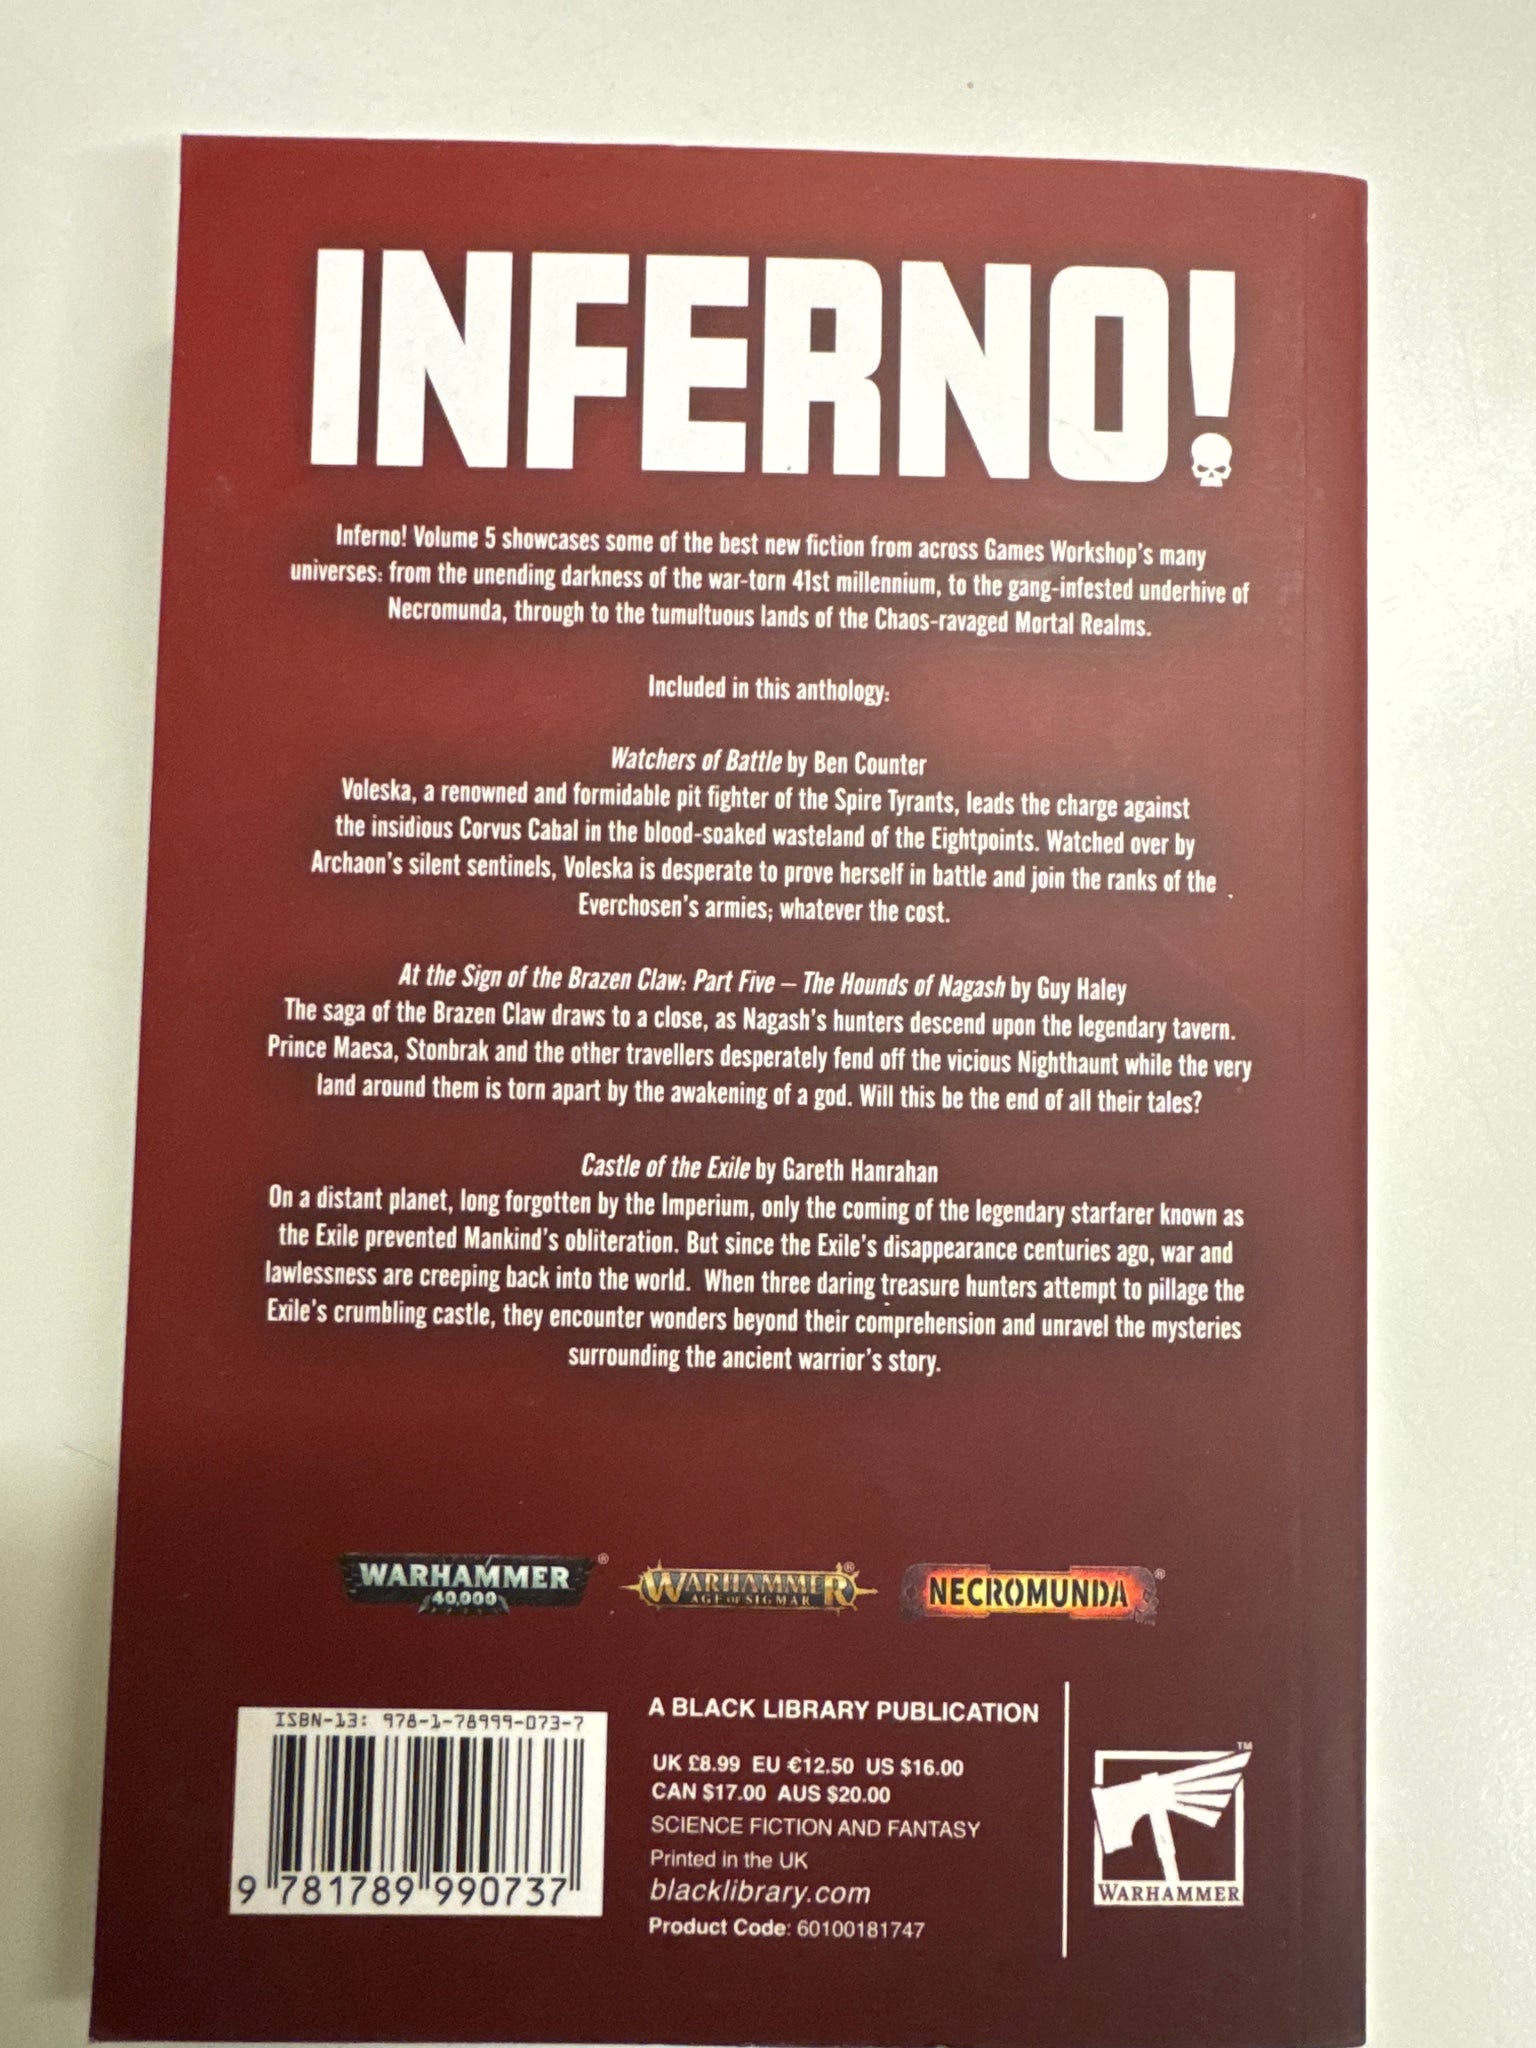 INFERNO!
Inferno! Volume 5 showcases some of the best new fiction from across Games Workshop's many
universes: from the unending darkness of the war-torn 41st millennium, to the gang-infested underhive of
Necromunda, through to the tumultuous lands of the Chaos-ravaged Mortal Realms.
Included in this anthology:
Watchers of Battle by Ben Counter
Voleska, a renowned and formidable pit fighter of the Spire Tyrants, leads the charge against
the insidious Corvus Cabal in the blood-soaked wasteland of the Eightpoints. Watched over by
Archaon's silent sentinels, Voleska is desperate to prove herself in battle and join the ranks of the
Everchosen's armies; whatever the cost.
At the Sign of the Brazen Claw: Part Five – The Hounds of Nagash by Guy Haley
The saga of the Brazen Claw draws to a close, as Nagash's hunters descend upon the legendary tavern.
Prince Maesa, Stonbrak and the other travellers desperately fend off the vicious Nighthaunt while the very
land around them is torn apart by the awakening of a god. Will this be the end of all their tales?
Castle of the Exile by Gareth Hanrahan
On a distant planet, long forgotten by the Imperium, only the coming of the legendary starfarer known as
the Exile prevented Mankind's obliteration. But since the Exile's disappearance centuries ago, war and
lawlessness are creeping back into the world. When three daring treasure hunters attempt to pillage the
Exile's crumbling castle, they encounter wonders beyond their comprehension and unravel the mysteries
surrounding the ancient warrior's story.
WARHAMMER®
40,000
WARHAMMER®
AGE OF SIGMAR
NECROMUNDA®
ISBN-13: 978-1-78999-073-7
9 781789 990737
A BLACK LIBRARY PUBLICATION
UK £8.99 EU €12.50 US $16.00
CAN $17.00 AUS $20.00
SCIENCE FICTION AND FANTASY
Printed in the UK
blacklibrary.com
Product Code: 60100181747
TM
WARHAMMER